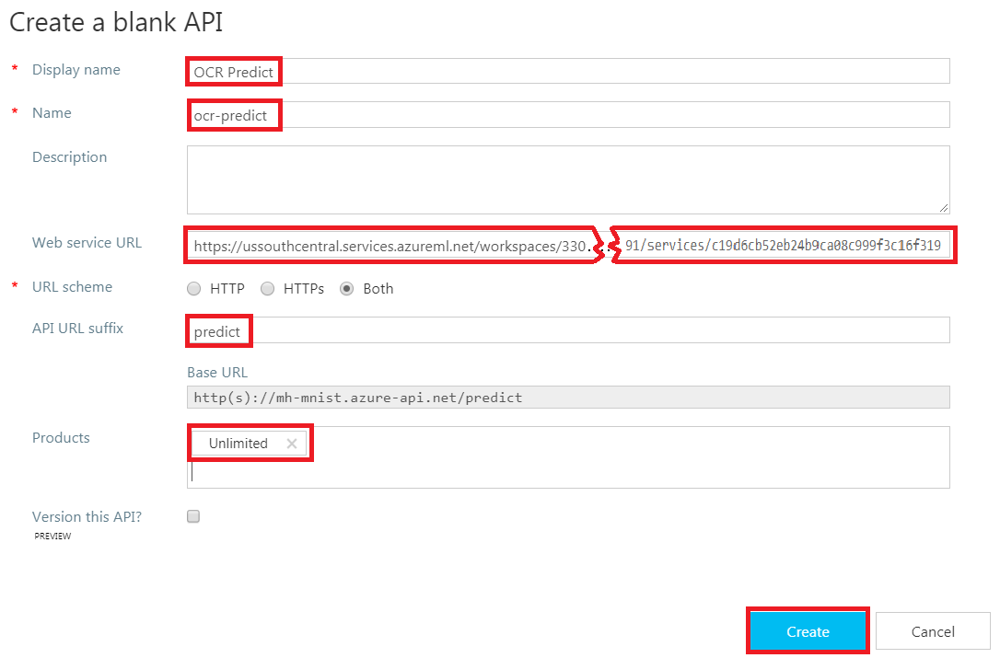 Create a blank API
* Display name OCR Predict
* Name ocr-predict
Description
Web service URL https://ussouthcentral.services.azureml.net/workspaces/330... 91/services/c19d6cb52eb24b9ca08c999f3c16f319
* URL scheme HTTP HTTPs Both
API URL suffix predict
Base URL
http(s)://mh-mnist.azure-api.net/predict
Products Unlimited ×
Version this API?
PREVIEW
Create Cancel